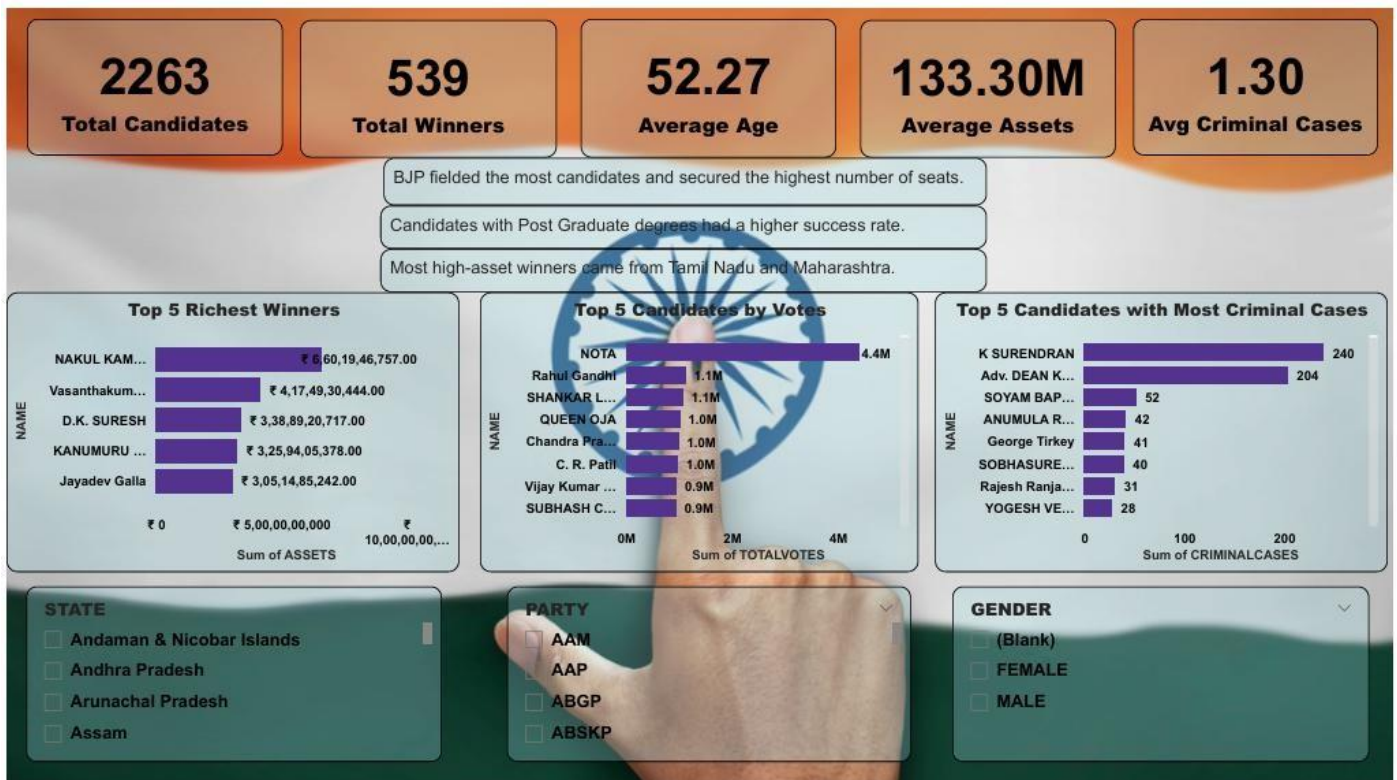 2263
Total Candidates
539
Total Winners
52.27
Average Age
133.30M
Average Assets
1.30
Avg Criminal Cases
BJP fielded the most candidates and secured the highest number of seats.
Candidates with Post Graduate degrees had a higher success rate.
Most high-asset winners came from Tamil Nadu and Maharashtra.
Top 5 Richest Winners
NAME
NAKUL KAM... ₹ 6,60,19,46,757.00
Vasanthakum... ₹ 4,17,49,30,444.00
D.K. SURESH ₹ 3,38,89,20,717.00
KANUMURU ... ₹ 3,25,94,05,378.00
Jayadev Galla ₹ 3,05,14,85,242.00
₹ 0 ₹ 5,00,00,00,000 ₹
10,00,00,00,...
Sum of ASSETS
Top 5 Candidates by Votes
NAME
NOTA 4.4M
Rahul Gandhi 1.1M
SHANKAR L... 1.1M
QUEEN OJA 1.0M
Chandra Pra... 1.0M
C. R. Patil 1.0M
Vijay Kumar ... 0.9M
SUBHASH C... 0.9M
0M 2M 4M
Sum of TOTALVOTES
Top 5 Candidates with Most Criminal Cases
NAME
K SURENDRAN 240
Adv. DEAN K... 204
SOYAM BAP... 52
ANUMULA R... 42
George Tirkey 41
SOBHASURE... 40
Rajesh Ranja... 31
YOGESH VE... 28
0 100 200
Sum of CRIMINALCASES
STATE
Andaman & Nicobar Islands
Andhra Pradesh
Arunachal Pradesh
Assam
PARTY
AAM
AAP
ABGP
ABSKP
GENDER
(Blank)
FEMALE
MALE